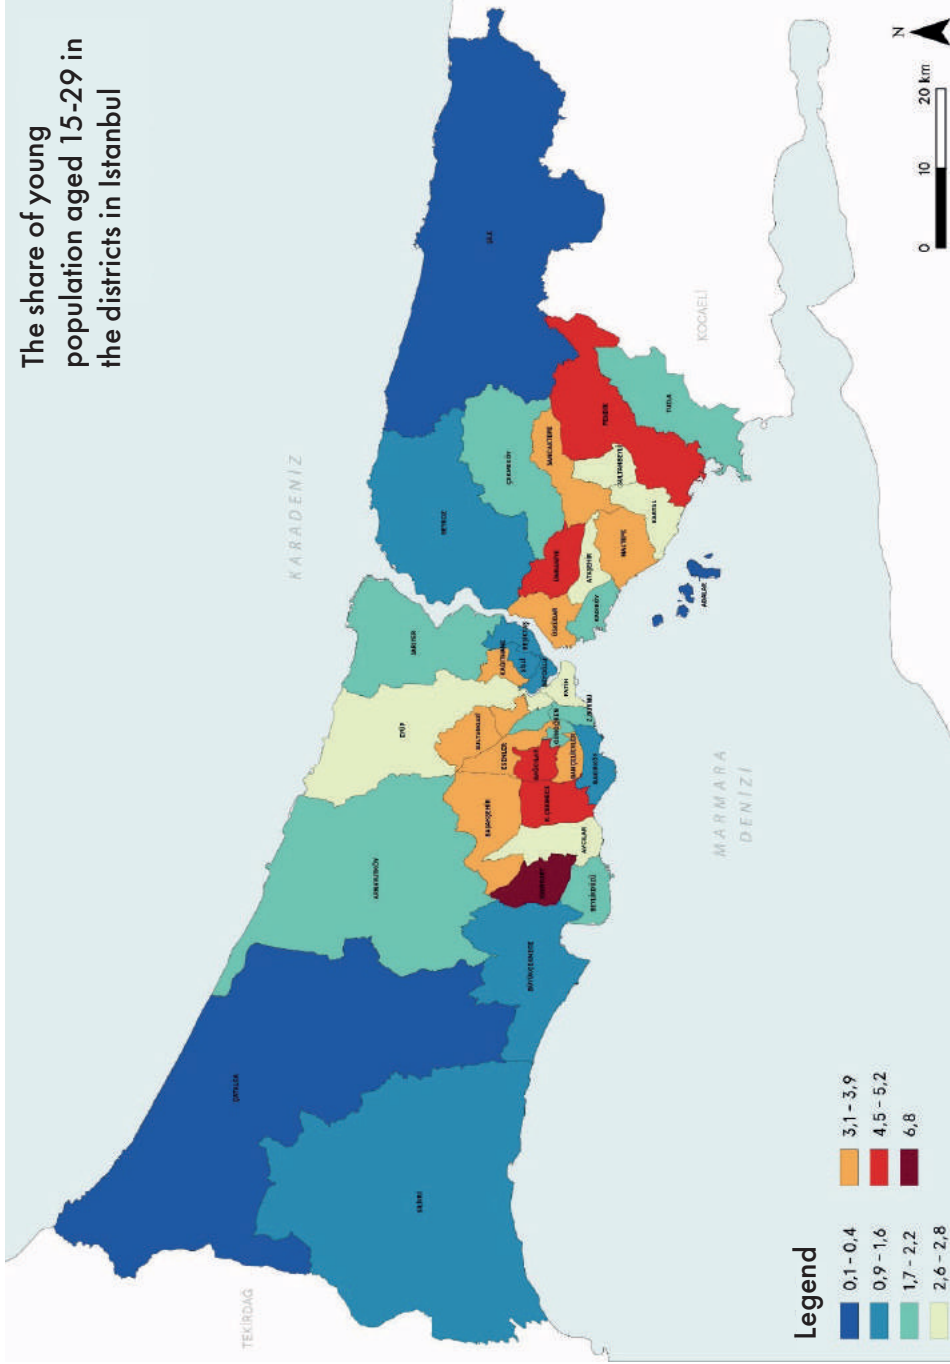 The share of young
population aged 15-29 in
the districts in Istanbul
KARADENİZ
TEKİRDAĞ
KOCAELİ
MARMARA
DENİZİ
ÇATALCA
SİLİVRİ
BÜYÜKÇEKMECE
ARNAVUTKÖY
BAŞAKŞEHİR
ESENYURT
BEYLİKDÜZÜ
AVCILAR
K.ÇEKMECE
BAĞCILAR
BAHÇELİEVLER
BAKIRKÖY
ESENLER
SULTANGAZİ
GÜNGÖREN
FATİH
EYÜP
SARIYER
KAĞITHANE
ŞİŞLİ
BEŞİKTAŞ
BEYOĞLU
BEYKOZ
ÇEKMEKÖY
ŞİLE
ÜMRANİYE
ÜSKÜDAR
KADIKÖY
ATAŞEHİR
MALTEPE
SANCAKTEPE
SULTANBEYLİ
KARTAL
PENDİK
TUZLA
ADALAR
Legend
0,1 - 0,4
0,9 - 1,6
1,7 - 2,2
2,6 - 2,8
3,1 - 3,9
4,5 - 5,2
6,8
N
0 10 20 km